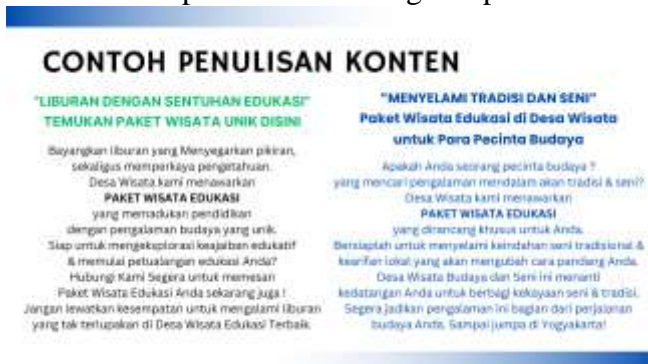 CONTOH PENULISAN KONTEN
"LIBURAN DENGAN SENTUHAN EDUKASI"
TEMUKAN PAKET WISATA UNIK DISINI
Bayangkan liburan yang Menyegarkan pikiran,
sekaligus memperkaya pengetahuan.
Desa Wisata kami menawarkan
PAKET WISATA EDUKASI
yang memadukan pendidikan
dengan pengalaman budaya yang unik.
Siap untuk mengeksplorasi keajaiban edukatif
& memulai petualangan edukasi Anda?
Hubungi Kami Segera untuk memesan
Paket Wisata Edukasi Anda sekarang juga !
Jangan lewatkan kesempatan untuk mengalami liburan
yang tak terlupakan di Desa Wisata Edukasi Terbaik.
"MENYELAMI TRADISI DAN SENI"
Paket Wisata Edukasi di Desa Wisata
untuk Para Pecinta Budaya
Apakah Anda seorang pecinta budaya ?
yang mencari pengalaman mendalam akan tradisi & seni?
Desa Wisata kami menawarkan
PAKET WISATA EDUKASI
yang dirancang khusus untuk Anda.
Bersiaplah untuk menyelami keindahan seni tradisional &
kearifan lokal yang akan mengubah cara pandang Anda.
Desa Wisata Budaya dan Seni ini menanti
kedatangan Anda untuk berbagi kekayaan seni & tradisi.
Segera jadikan pengalaman ini bagian dari perjalanan
budaya Anda. Sampai jumpa di Yogyakarta!